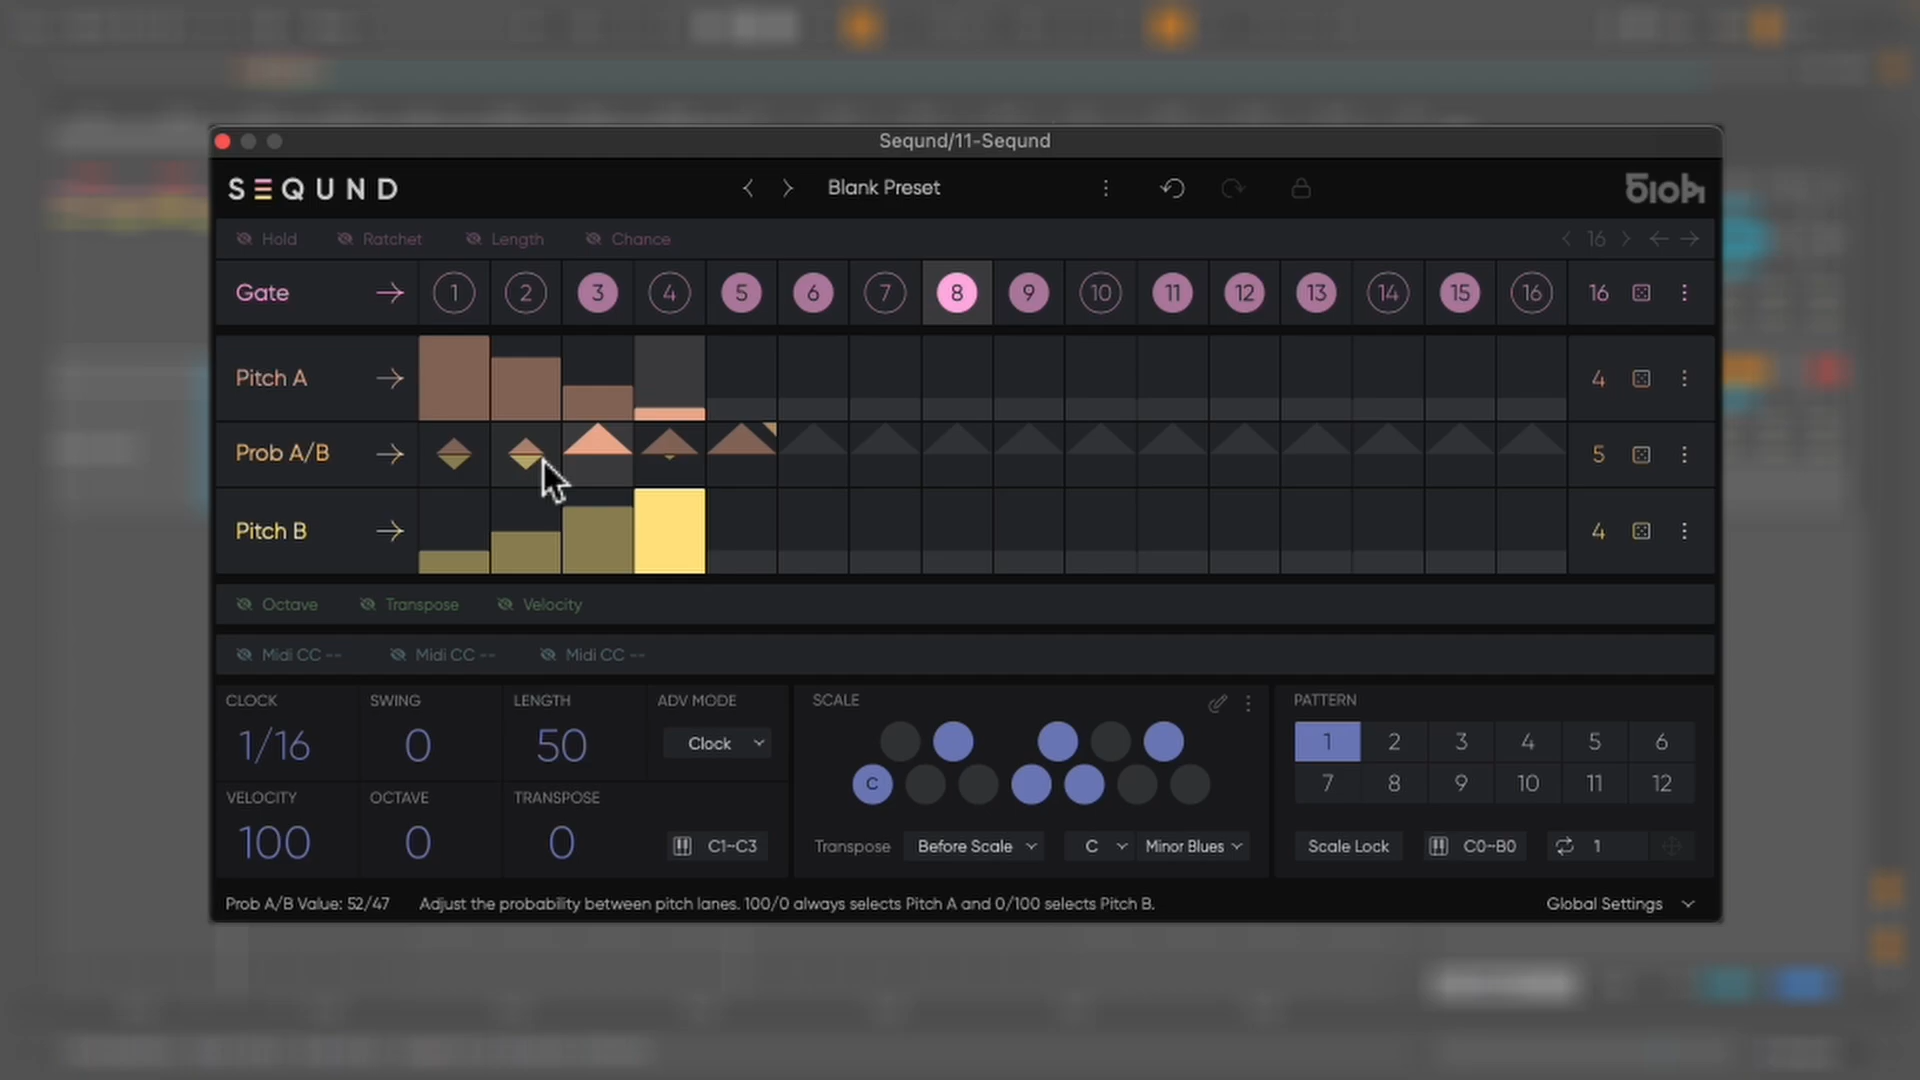 Seqund/11-Seqund
SEQUND
Blank Preset
Hold Ratchet Length Chance 16
Gate 1 2 3 4 5 6 7 8 9 10 11 12 13 14 15 16 16
Pitch A 4
Prob A/B 5
Pitch B 4
Octave Transpose Velocity
Midi CC -- Midi CC -- Midi CC --
CLOCK SWING LENGTH ADV MODE
1/16 0 50 Clock
VELOCITY OCTAVE TRANSPOSE
100 0 0 C1~C3
SCALE
C
Transpose Before Scale C Minor Blues
PATTERN
1 2 3 4 5 6
7 8 9 10 11 12
Scale Lock C0~B0 1
Prob A/B Value: 52/47 Adjust the probability between pitch lanes. 100/0 always selects Pitch A and 0/100 selects Pitch B.
Global Settings